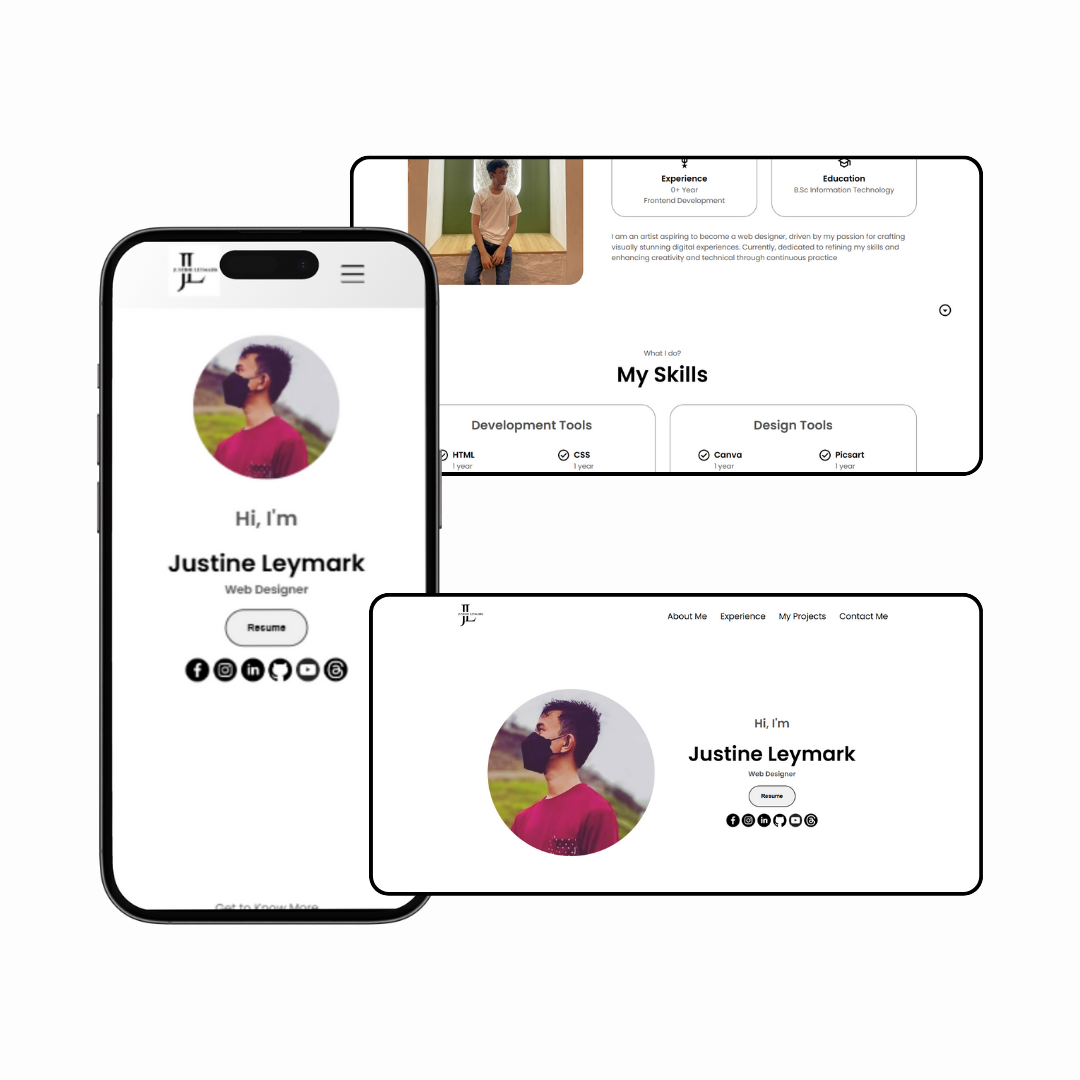 JUSTINE LEYMARK
Hi, I'm
Justine Leymark
Web Designer
Resume
Get to Know More
Experience
0+ Year
Frontend Development
Education
B.Sc Information Technology
I am an artist aspiring to become a web designer, driven by my passion for crafting
visually stunning digital experiences. Currently, dedicated to refining my skills and
enhancing creativity and technical through continuous practice
What I do?
My Skills
Development Tools
HTML
1 year
CSS
1 year
Design Tools
Canva
1 year
Picsart
1 year
JL
About Me Experience My Projects Contact Me
Hi, I'm
Justine Leymark
Web Designer
Resume